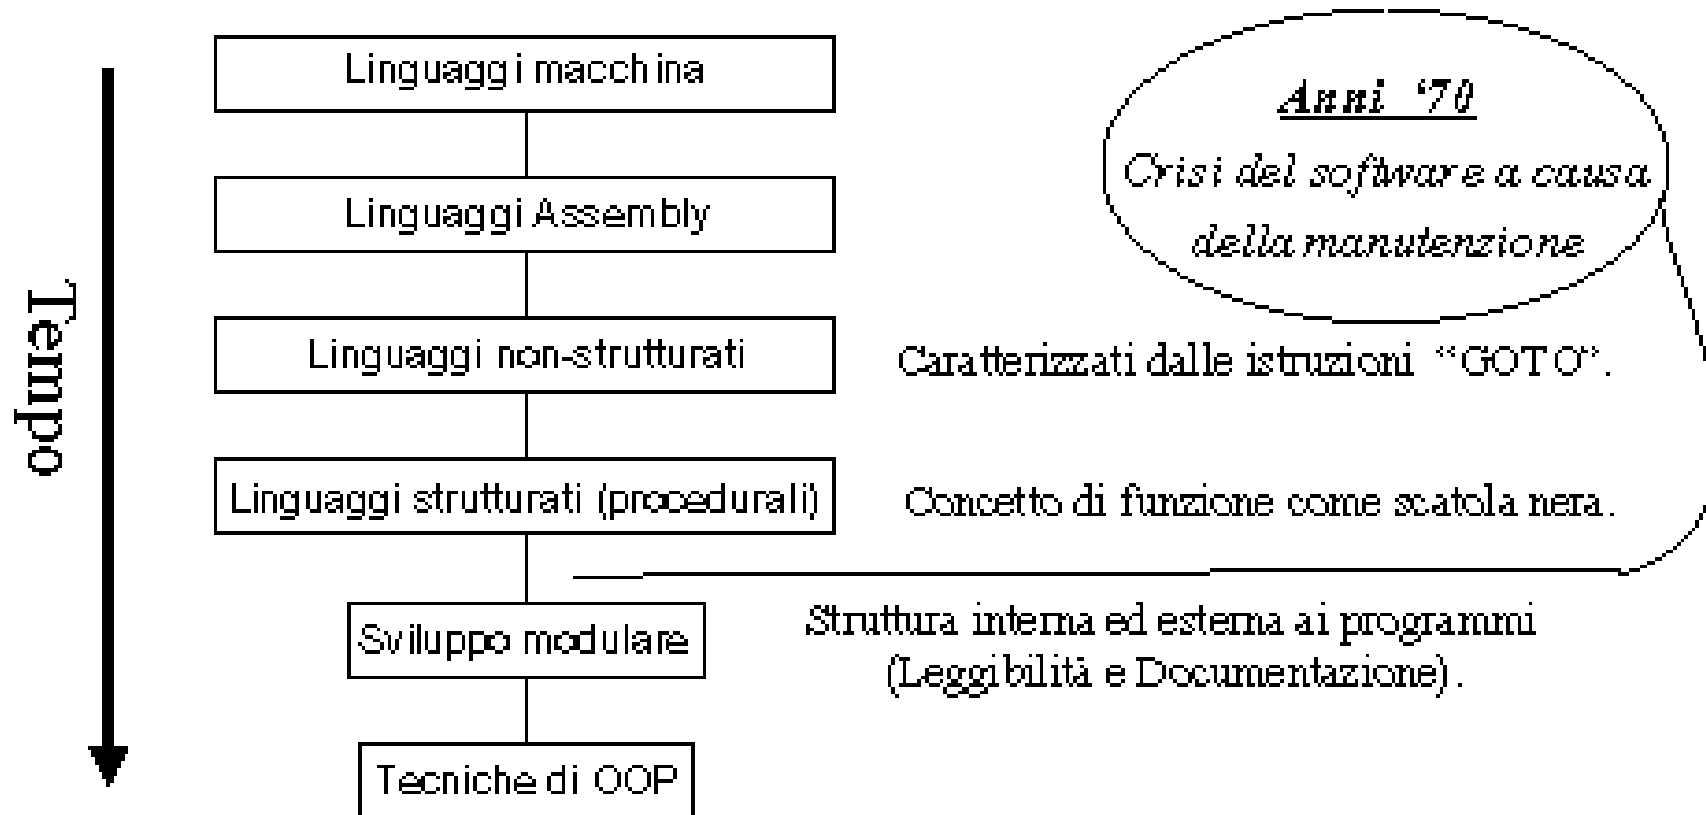 Linguaggi macchina
Anni '70
Crisi del software a causa
della manutenzione
Linguaggi Assembly
Tempo
Linguaggi non-strutturati
Caratterizzati dalle istruzioni “GOTO”.
Linguaggi strutturati (procedurali)
Concetto di funzione come scatola nera.
Sviluppo modulare
Struttura interna ed esterna ai programmi
(Leggibilità e Documentazione).
Tecniche di OOP